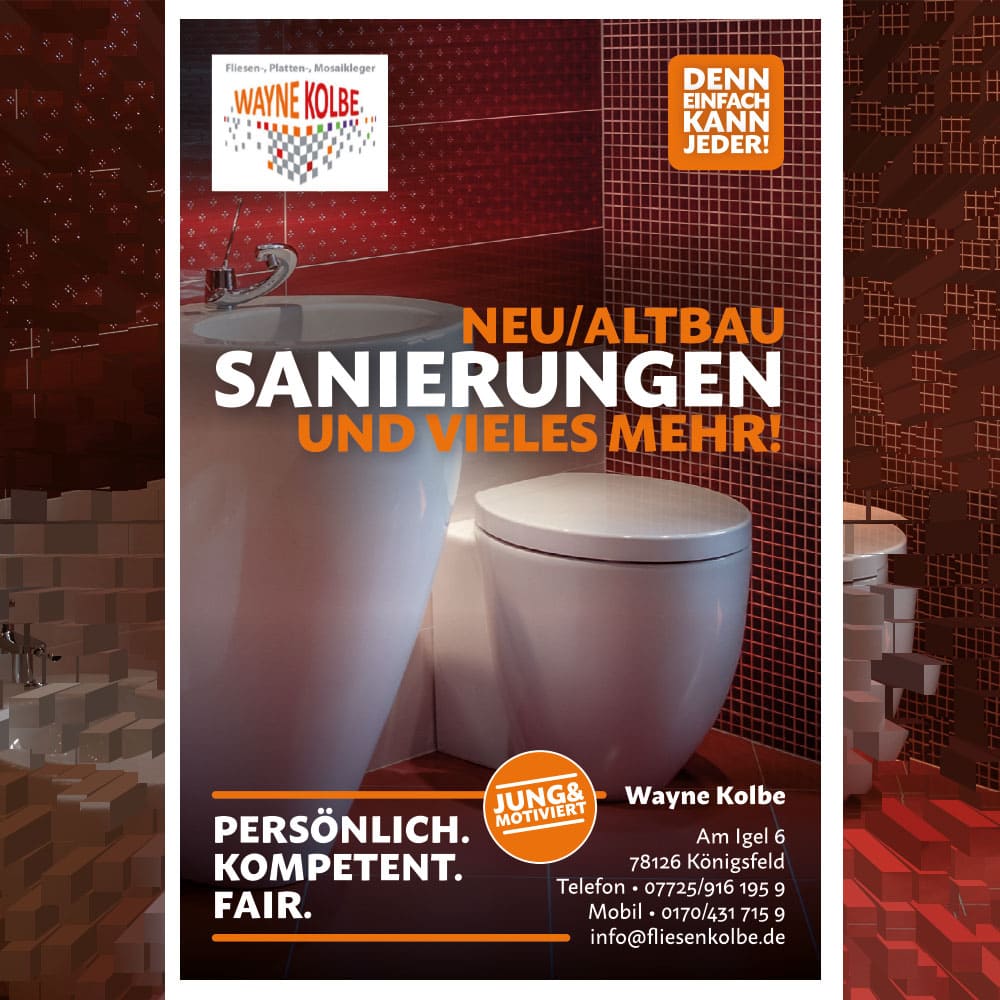 Fliesen-, Platten-, Mosaikleger
WAYNE KOLBE
DENN
EINFACH
KANN
JEDER!
NEU/ALTBAU
SANIERUNGEN
UND VIELES MEHR!
JUNG&
MOTIVIERT
PERSÖNLICH.
KOMPETENT.
FAIR.
Wayne Kolbe
Am Igel 6
78126 Königsfeld
Telefon • 07725/916 195 9
Mobil • 0170/431 715 9
info@fliesenkolbe.de